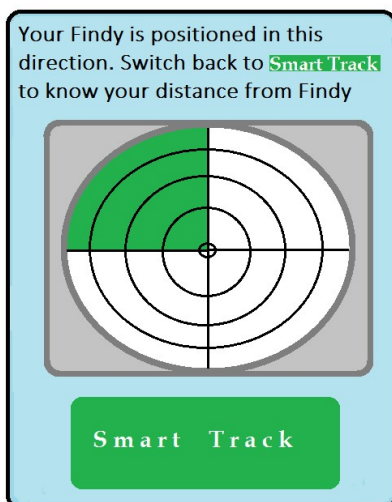 Your Findy is positioned in this
direction. Switch back to Smart Track
to know your distance from Findy
Smart Track